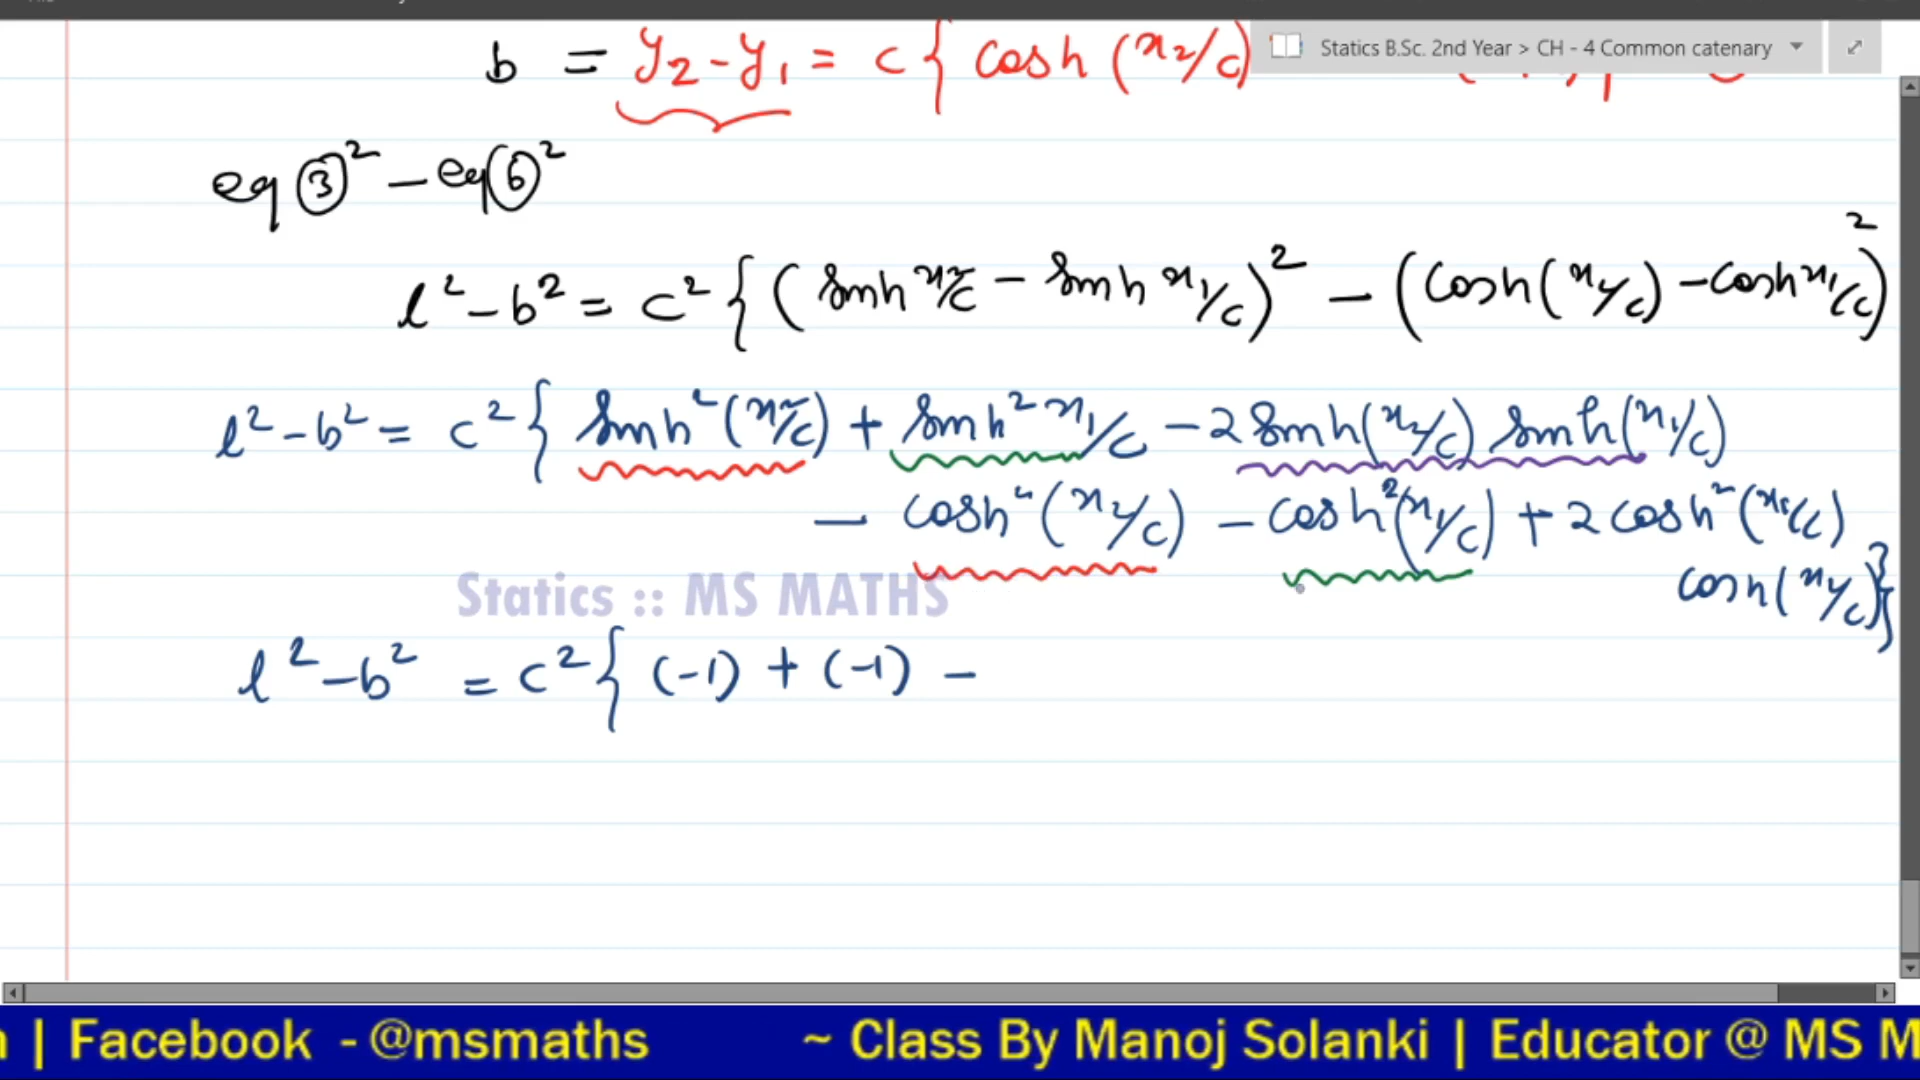 b = y₂ - y₁ = c { cosh (x₂/c)
Statics B.Sc. 2nd Year > CH - 4 Common catenary
eq ③² - eq ⑥²
l² - b² = c² { ( sinh x₂/c - sinh x₁/c )² - ( cosh (x₂/c) - cosh x₁/c )²
l² - b² = c² { sinh² (x₂/c) + sinh² x₁/c - 2 sinh (x₂/c) sinh (x₁/c)
- cosh² (x₂/c) - cosh² (x₁/c) + 2 cosh² (x₁/c)
cosh (x₂/c) }
Statics :: MS MATHS
l² - b² = c² { (-1) + (-1) -
| Facebook - @msmaths ~ Class By Manoj Solanki | Educator @ MS M